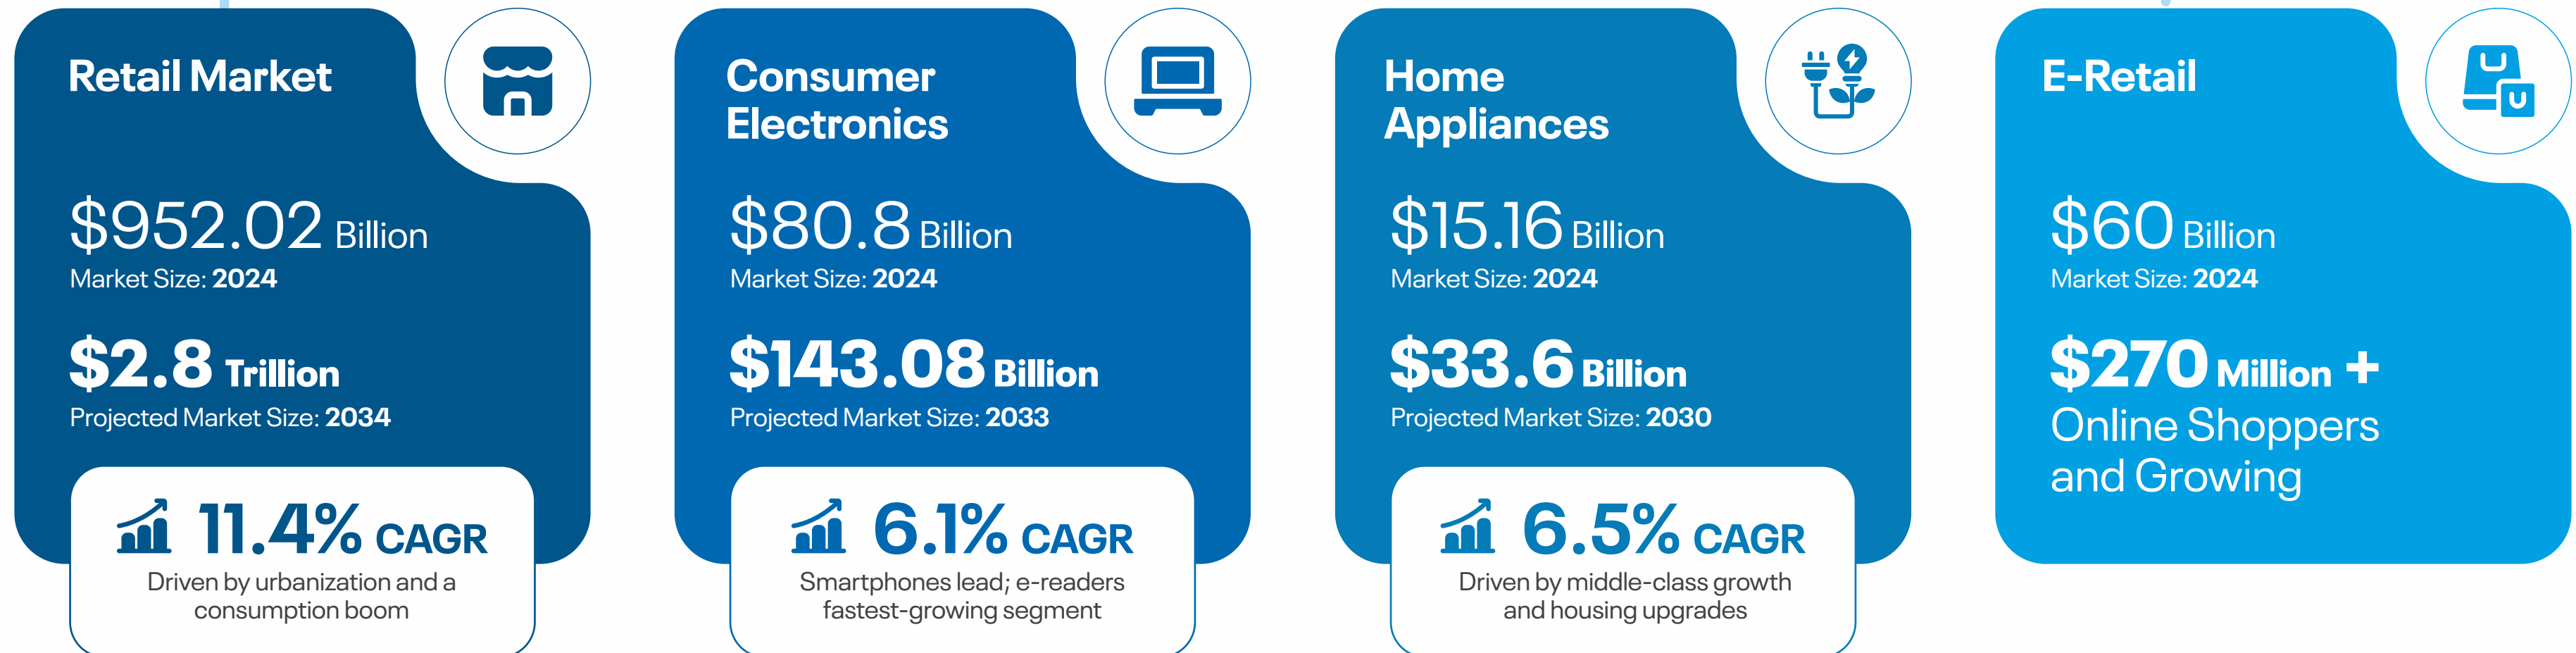 Retail Market
$952.02 Billion
Market Size: 2024
$2.8 Trillion
Projected Market Size: 2034
11.4% CAGR
Driven by urbanization and a
consumption boom
Consumer
Electronics
$80.8 Billion
Market Size: 2024
$143.08 Billion
Projected Market Size: 2033
6.1% CAGR
Smartphones lead; e-readers
fastest-growing segment
Home
Appliances
$15.16 Billion
Market Size: 2024
$33.6 Billion
Projected Market Size: 2030
6.5% CAGR
Driven by middle-class growth
and housing upgrades
E-Retail
$60 Billion
Market Size: 2024
$270 Million +
Online Shoppers
and Growing